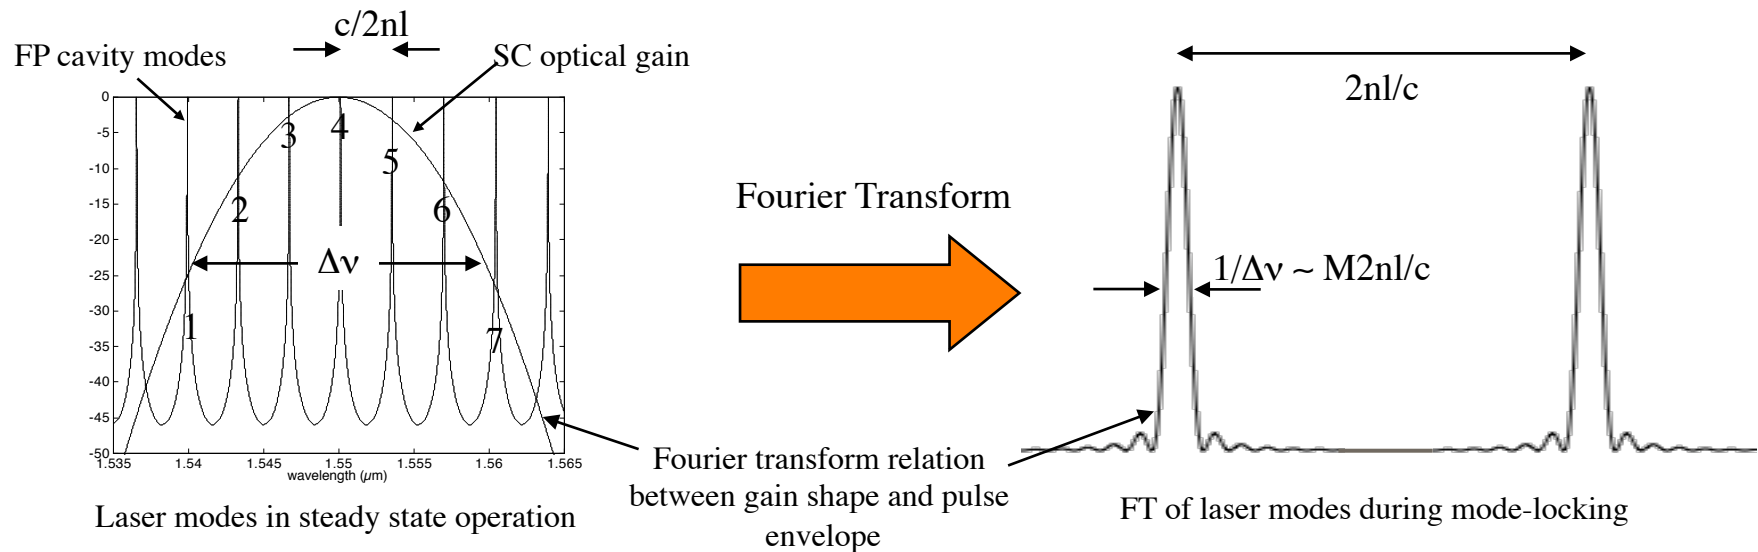 c/2nl
FP cavity modes
SC optical gain
0
-5
-10
-15
-20
-25
-30
-35
-40
-45
-50
1
2
3
4
5
6
7
Δν
1.535
1.54
1.545
1.55
1.555
1.56
1.565
wavelength (μm)
Laser modes in steady state operation
Fourier Transform
Fourier transform relation
between gain shape and pulse
envelope
2nl/c
1/Δν ~ M2nl/c
FT of laser modes during mode-locking